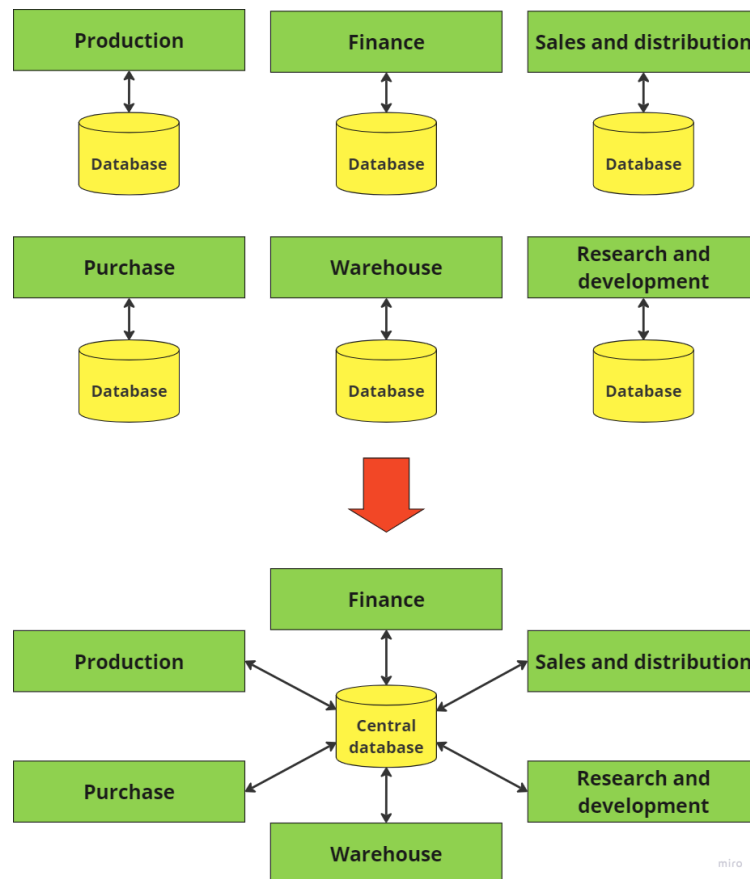 Production
Finance
Sales and distribution
Database
Database
Database
Purchase
Warehouse
Research and
development
Database
Database
Database
Finance
Production
Sales and distribution
Central
database
Purchase
Research and
development
Warehouse
miro